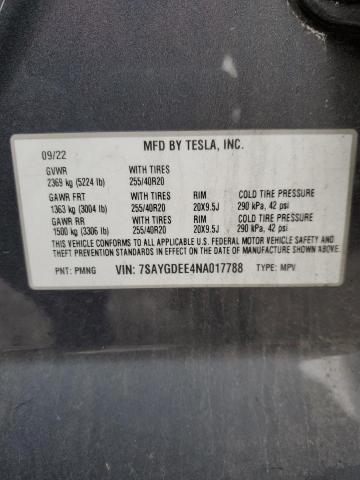 MFD BY TESLA, INC.
09/22
GVWR WITH TIRES
2369 kg (5224 lb) 255/40R20
GAWR FRT WITH TIRES RIM COLD TIRE PRESSURE
1363 kg (3004 lb) 255/40R20 20X9.5J 290 kPa, 42 psi
GAWR RR WITH TIRES RIM COLD TIRE PRESSURE
1500 kg (3306 lb) 255/40R20 20X9.5J 290 kPa, 42 psi
THIS VEHICLE CONFORMS TO ALL APPLICABLE U.S. FEDERAL MOTOR VEHICLE SAFETY AND
THEFT PREVENTION STANDARDS IN EFFECT ON THE DATE OF MANUFACTURE SHOWN ABOVE.
PNT: PMNG VIN: 7SAYGDEE4NA017788 TYPE: MPV